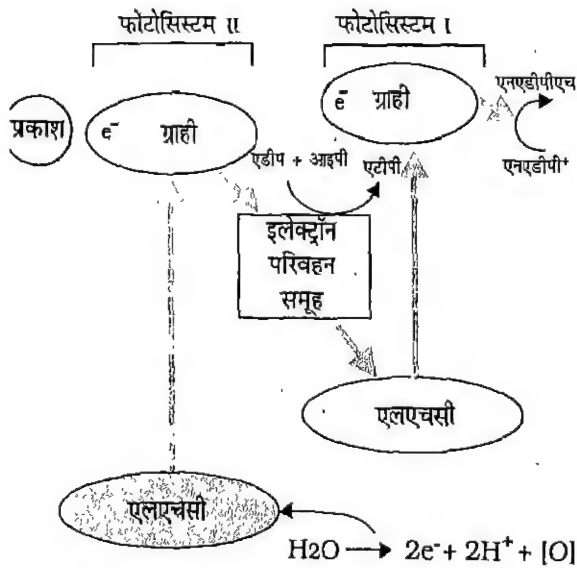 फोटोसिस्टम II
फोटोसिस्टम I
प्रकाश
e⁻ ग्राही
e⁻ ग्राही
एनएडीपीएच
एनएडीपी⁺
एडीप + आइपी
एटीपी
इलेक्ट्रॉन
परिवहन
समूह
एलएचसी
एलएचसी
H2O → 2e⁻+ 2H⁺ + [O]